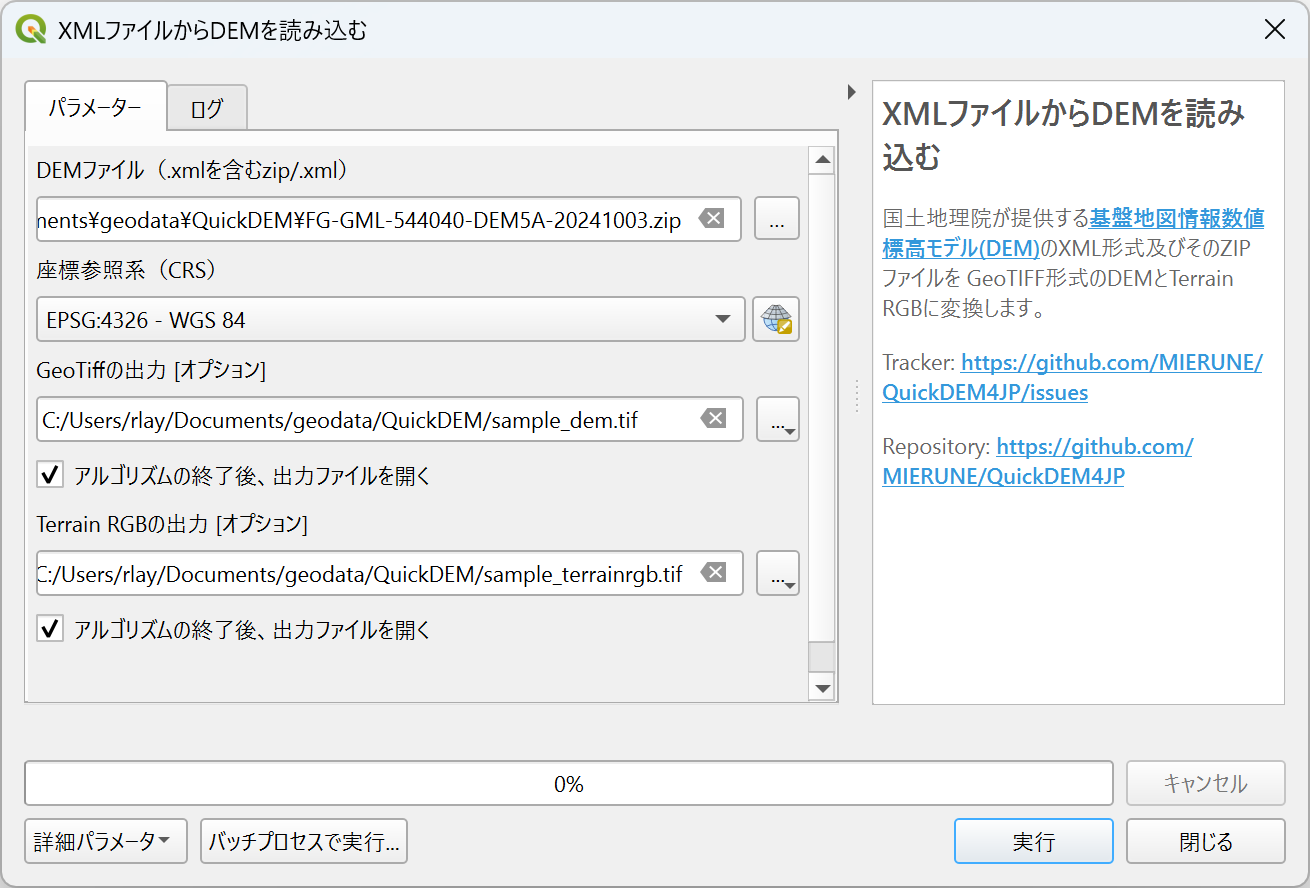 XMLファイルからDEMを読み込む
パラメーター
ログ
DEMファイル（.xmlを含むzip/.xml）
nents¥geodata¥QuickDEM¥FG-GML-544040-DEM5A-20241003.zip
...
座標参照系（CRS）
EPSG:4326 - WGS 84
GeoTiffの出力 [オプション]
C:/Users/rlay/Documents/geodata/QuickDEM/sample_dem.tif
...
アルゴリズムの終了後、出力ファイルを開く
Terrain RGBの出力 [オプション]
C:/Users/rlay/Documents/geodata/QuickDEM/sample_terrainrgb.tif
...
アルゴリズムの終了後、出力ファイルを開く
XMLファイルからDEMを読み
込む
国土地理院が提供する基盤地図情報数値
標高モデル(DEM)のXML形式及びそのZIP
ファイルを GeoTIFF形式のDEMとTerrain
RGBに変換します。
Tracker: https://github.com/MIERUNE/
QuickDEM4JP/issues
Repository: https://github.com/
MIERUNE/QuickDEM4JP
0%
キャンセル
詳細パラメータ
バッチプロセスで実行...
実行
閉じる